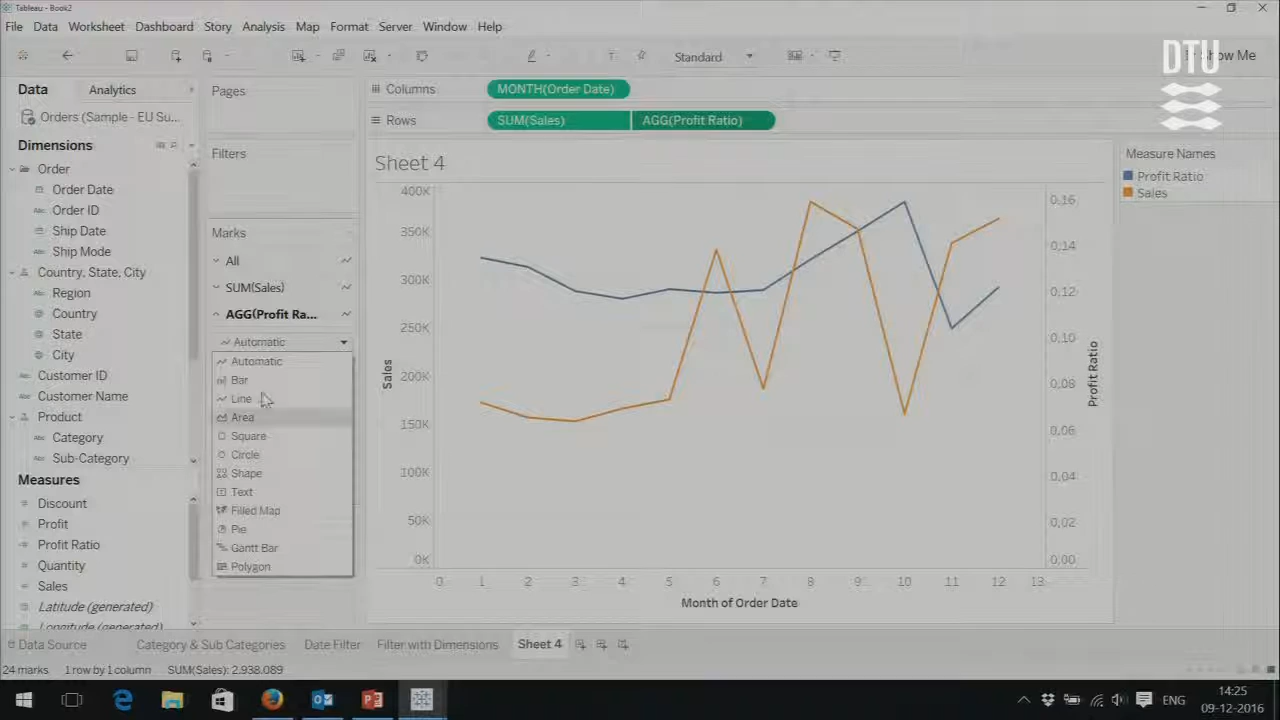 Tableau - Book2
File Data Worksheet Dashboard Story Analysis Map Format Server Window Help
Standard
Show Me
DTU
Data Analytics
Orders (Sample - EU Su...
Dimensions
Order
Order Date
Abc Order ID
Ship Date
Abc Ship Mode
Country, State, City
Region
Country
State
City
Abc Customer ID
Abc Customer Name
Product
Abc Category
Abc Sub-Category
Measures
Discount
Profit
Profit Ratio
Quantity
Sales
Latitude (generated)
Longitude (generated)
Pages
Filters
Marks
All
SUM(Sales)
AGG(Profit Ra...
Automatic
Automatic
Bar
Line
Area
Square
Circle
Shape
Text
Filled Map
Pie
Gantt Bar
Polygon
Columns MONTH(Order Date)
Rows SUM(Sales) AGG(Profit Ratio)
Sheet 4
400K
350K
300K
250K
200K
150K
100K
50K
0K
Sales
0,16
0,14
0,12
0,10
0,08
0,06
0,04
0,02
0,00
Profit Ratio
0 1 2 3 4 5 6 7 8 9 10 11 12 13
Month of Order Date
Measure Names
Profit Ratio
Sales
Data Source Category & Sub Categories Date Filter Filter with Dimensions Sheet 4
24 marks 1 row by 1 column SUM(Sales): 2.938.089
ENG
14:25
09-12-2016